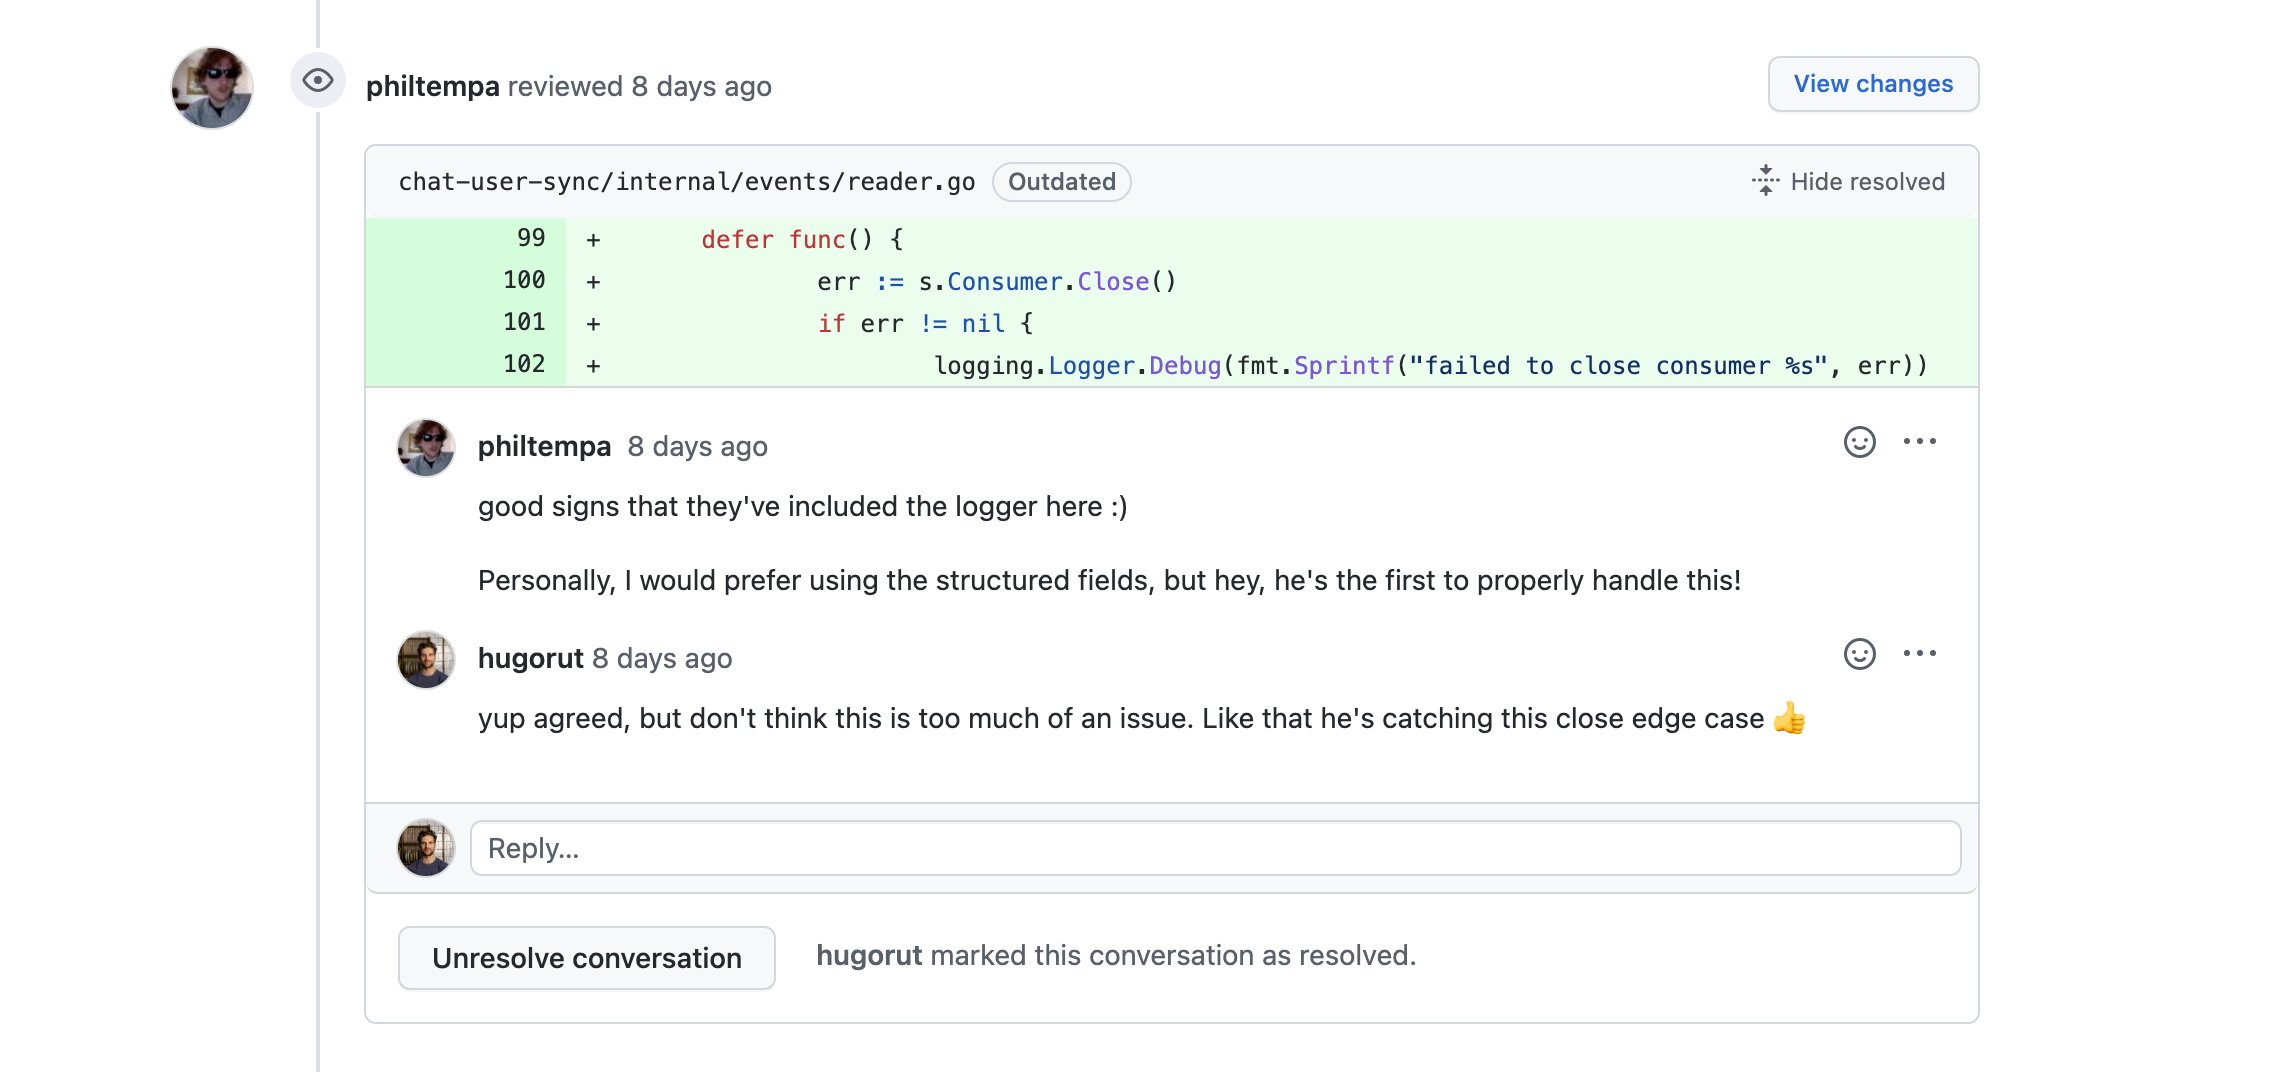 philtempa reviewed 8 days ago
View changes
chat-user-sync/internal/events/reader.go Outdated
Hide resolved
99 + defer func() {
100 + err := s.Consumer.Close()
101 + if err != nil {
102 + logging.Logger.Debug(fmt.Sprintf("failed to close consumer %s", err))
philtempa 8 days ago
good signs that they've included the logger here :)
Personally, I would prefer using the structured fields, but hey, he's the first to properly handle this!
hugorut 8 days ago
yup agreed, but don't think this is too much of an issue. Like that he's catching this close edge case 👍
Reply...
Unresolve conversation
hugorut marked this conversation as resolved.